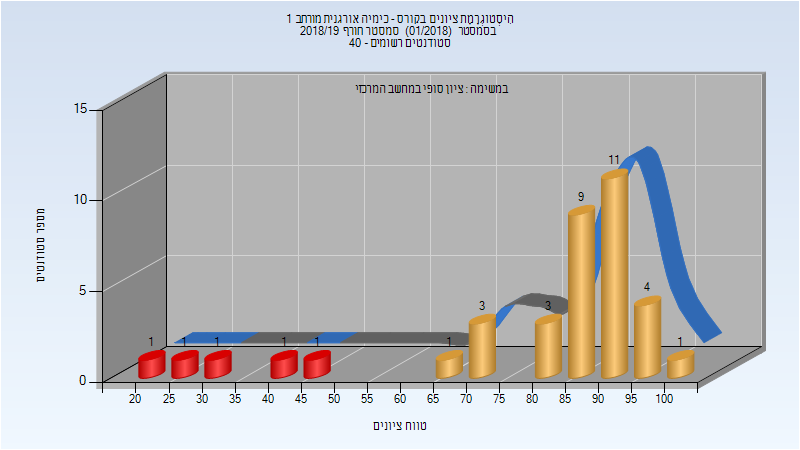 היסטוגרמת ציונים בקורס - כימיה אורגנית מורחב 1
בסמסטר (01/2018) סמסטר חורף 2018/19
סטודנטים רשומים - 40
במשימה : ציון סופי במחשב המרכזי
מספר סטודנטים
15
10
5
0
1 1 1 1 1 1 3 3 9 11 4 1
20 25 30 35 40 45 50 55 60 65 70 75 80 85 90 95 100
טווח ציונים